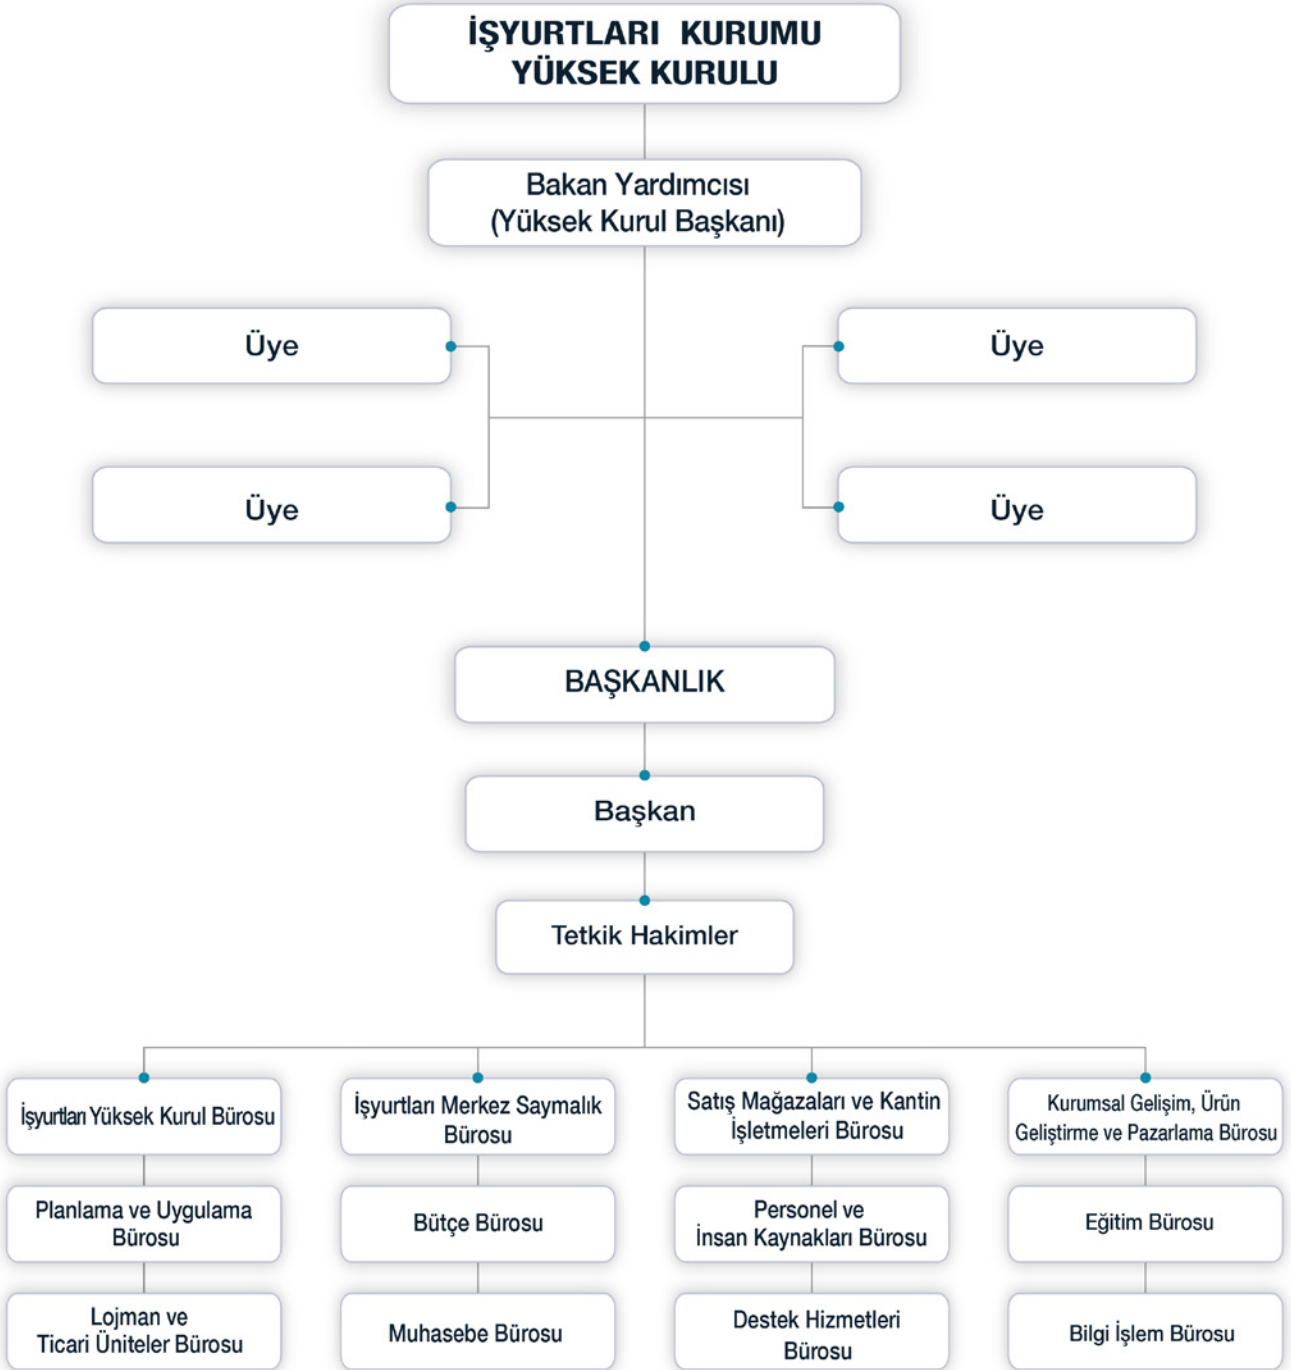 İŞYURTLARI KURUMU
YÜKSEK KURULU
Bakan Yardımcısı
(Yüksek Kurul Başkanı)
Üye
Üye
Üye
Üye
BAŞKANLIK
Başkan
Tetkik Hakimler
İşyurtları Yüksek Kurul Bürosu
İşyurtları Merkez Saymalık
Bürosu
Satış Mağazaları ve Kantin
İşletmeleri Bürosu
Kurumsal Gelişim, Ürün
Geliştirme ve Pazarlama Bürosu
Planlama ve Uygulama
Bürosu
Bütçe Bürosu
Personel ve
İnsan Kaynakları Bürosu
Eğitim Bürosu
Lojman ve
Ticari Üniteler Bürosu
Muhasebe Bürosu
Destek Hizmetleri
Bürosu
Bilgi İşlem Bürosu